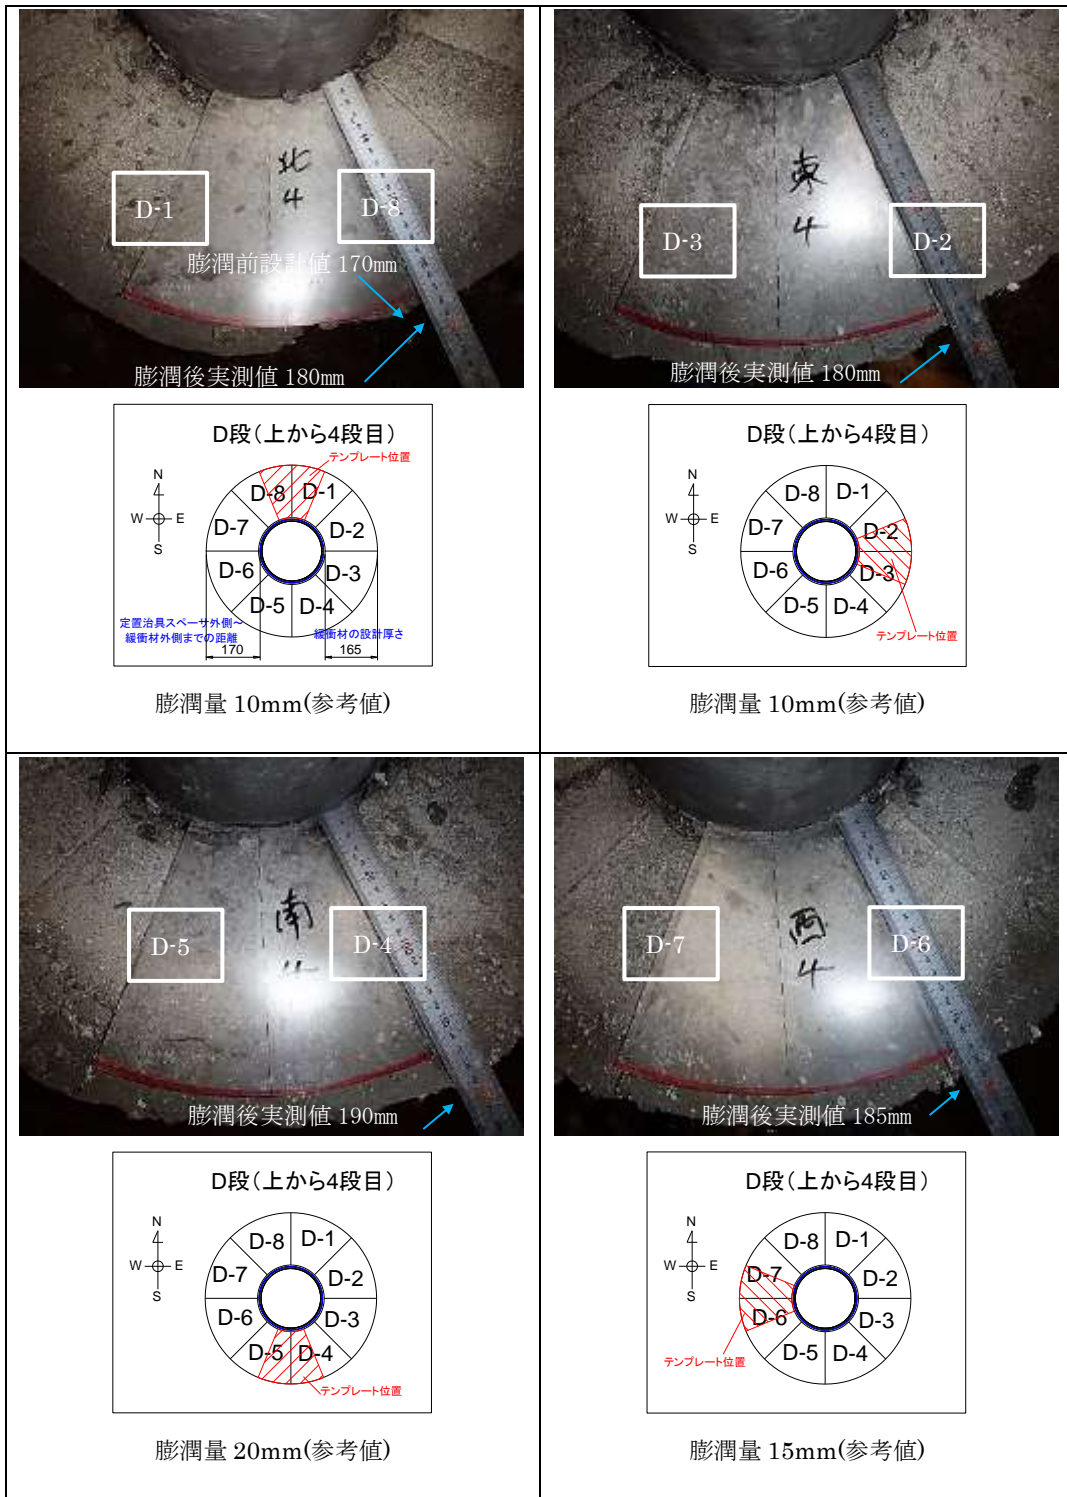 北
4
D-1
D-8
膨潤前設計値 170mm
膨潤後実測値 180mm
D段(上から4段目)
テンプレート位置
N
W
E
S
D-8
D-1
D-7
D-2
D-6
D-3
D-5
D-4
定置治具スペーサ外側~
緩衝材外側までの距離
緩衝材の設計厚さ
170
165
膨潤量 10mm(参考値)
東
4
D-3
D-2
膨潤後実測値 180mm
D段(上から4段目)
N
W
E
S
D-8
D-1
D-7
D-2
D-6
D-3
D-5
D-4
テンプレート位置
膨潤量 10mm(参考値)
南
4
D-5
D-4
膨潤後実測値 190mm
D段(上から4段目)
N
W
E
S
D-8
D-1
D-7
D-2
D-6
D-3
D-5
D-4
テンプレート位置
膨潤量 20mm(参考値)
西
4
D-7
D-6
膨潤後実測値 185mm
D段(上から4段目)
N
W
E
S
D-8
D-1
D-7
D-2
D-6
D-3
D-5
D-4
テンプレート位置
膨潤量 15mm(参考値)